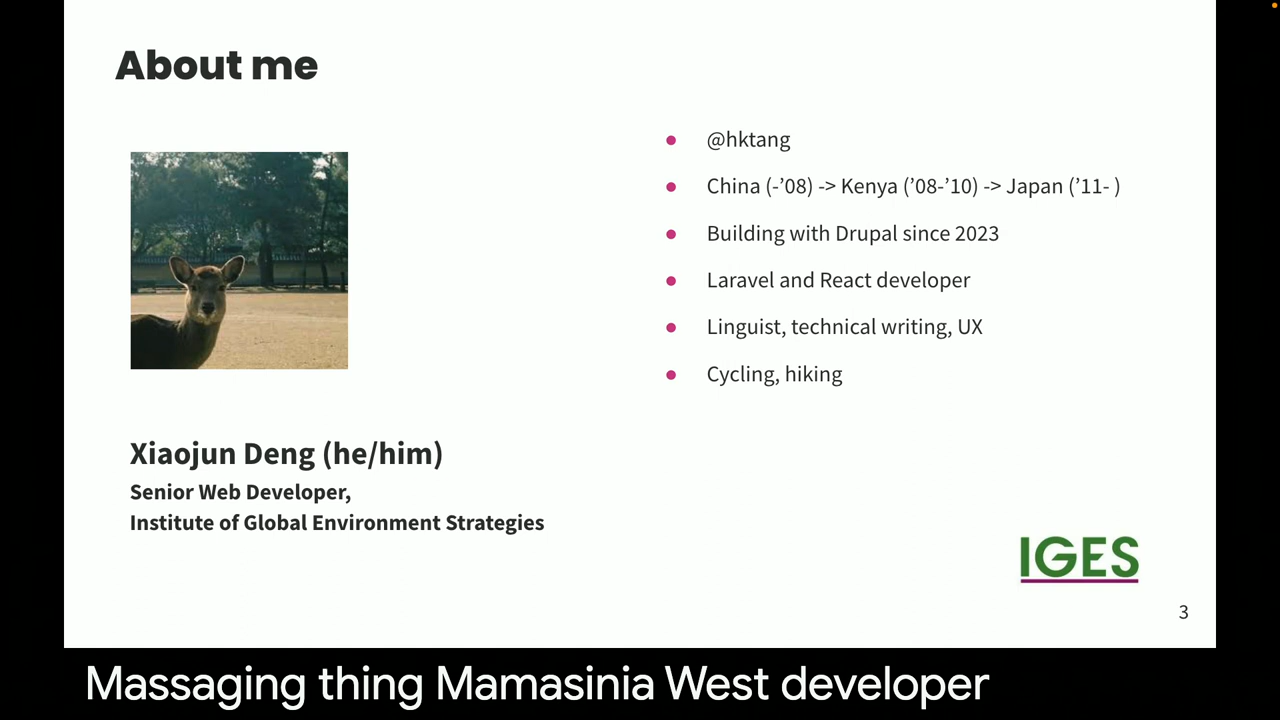 About me
@hktang
China (-’08) -> Kenya (’08-’10) -> Japan (’11- )
Building with Drupal since 2023
Laravel and React developer
Linguist, technical writing, UX
Cycling, hiking
Xiaojun Deng (he/him)
Senior Web Developer,
Institute of Global Environment Strategies
IGES
3
Massaging thing Mamasinia West developer